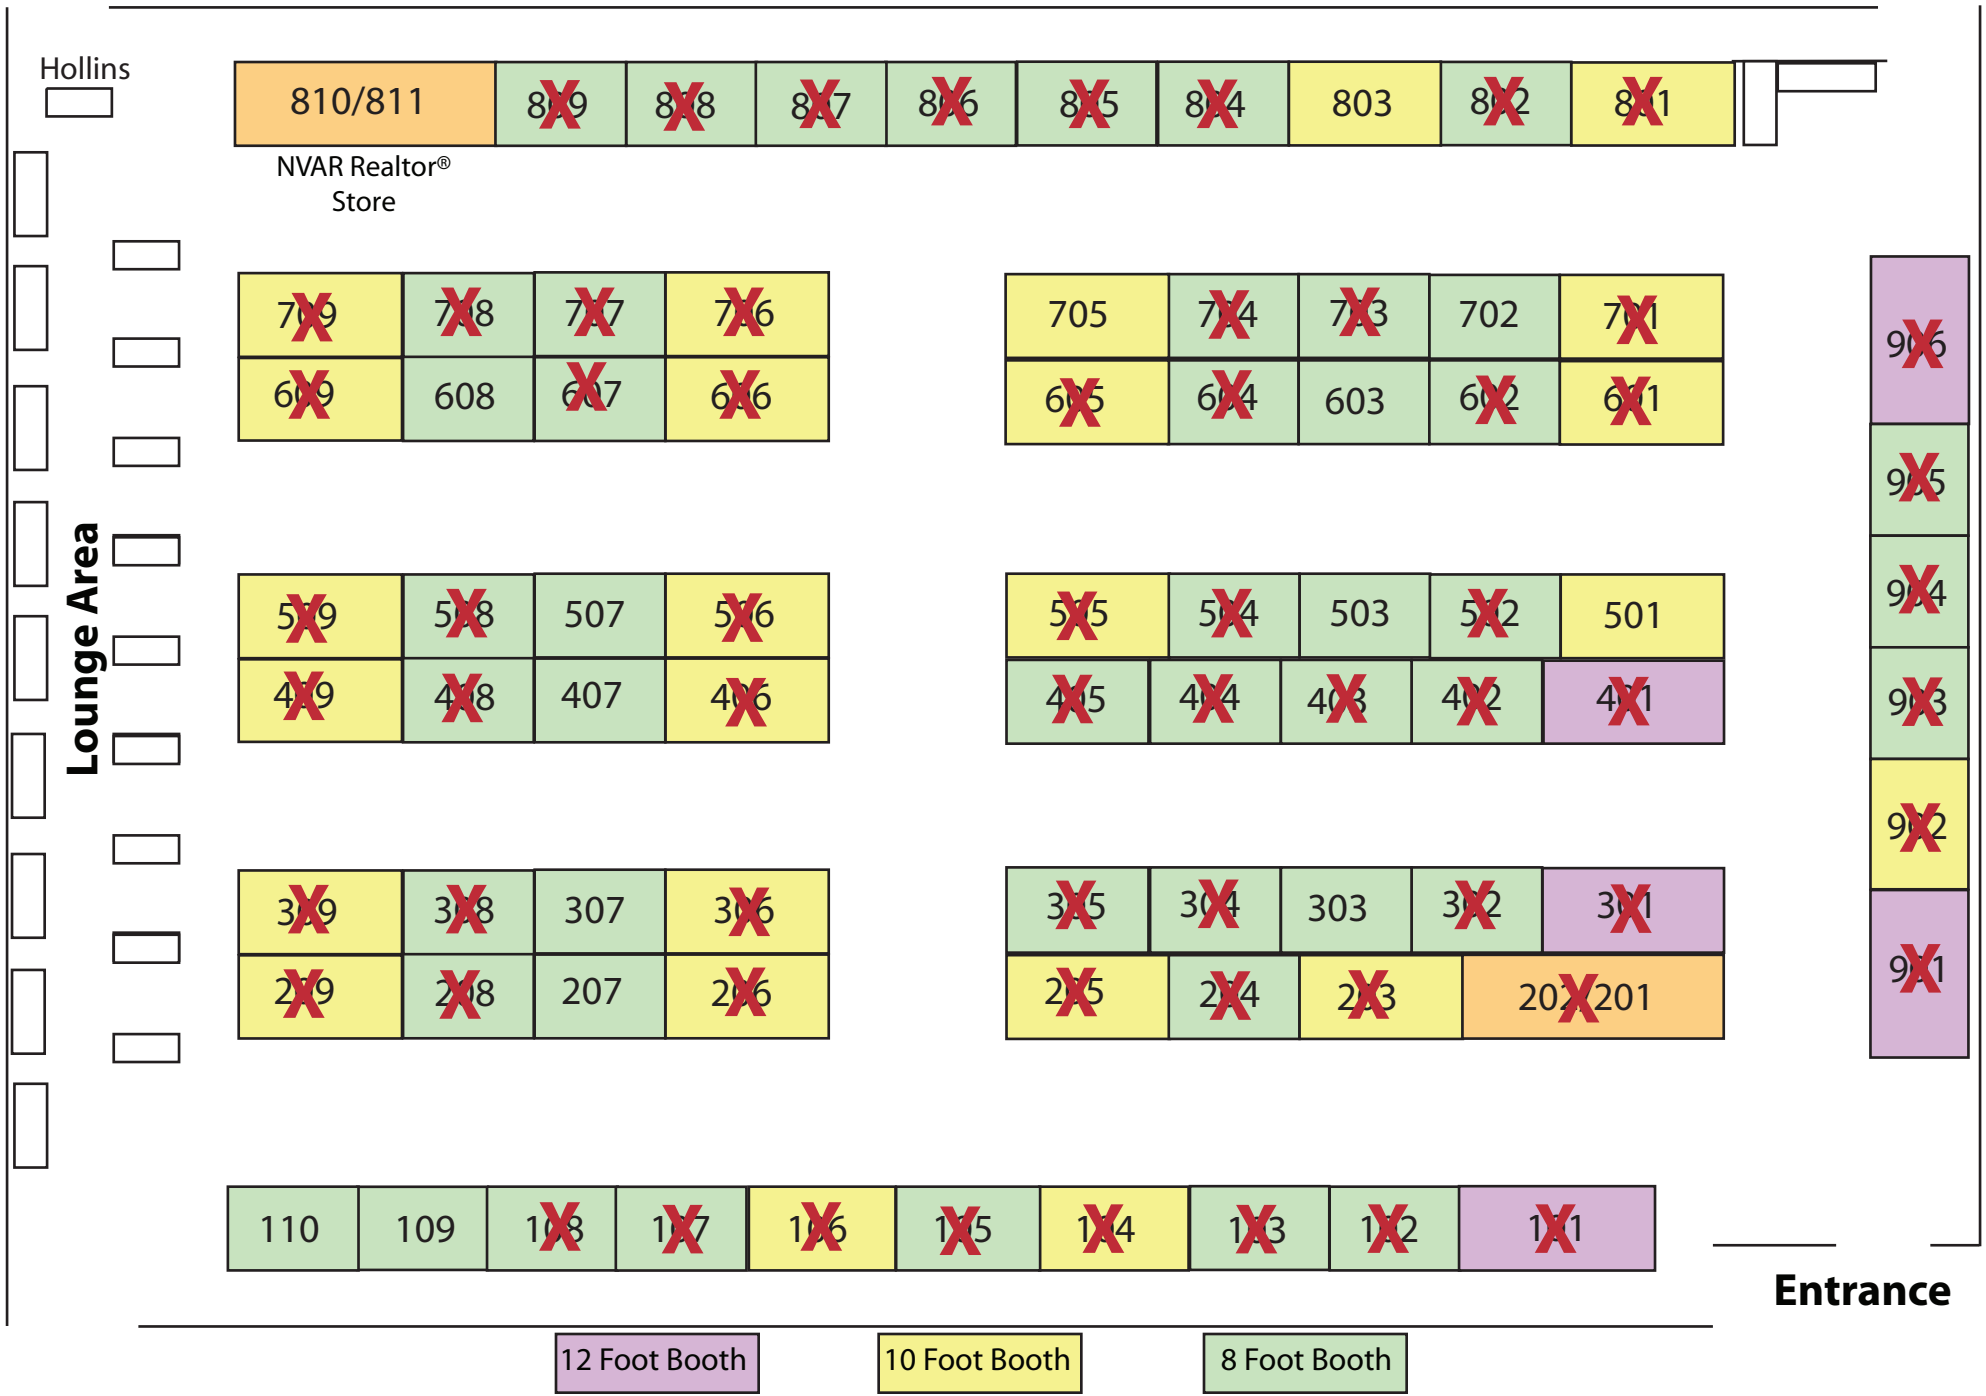 Hollins
810/811 809 808 807 806 805 804 803 802 801
NVAR Realtor®
Store
709 708 707 706 705 704 703 702 701
609 608 607 606 605 604 603 602 601
906
905
904
903
902
901
Lounge Area
509 508 507 506 505 504 503 502 501
409 408 407 406 405 404 403 402 401
309 308 307 306 305 304 303 302 301
209 208 207 206 205 204 203 202/201
110 109 108 107 106 105 104 103 102 101
Entrance
12 Foot Booth 10 Foot Booth 8 Foot Booth